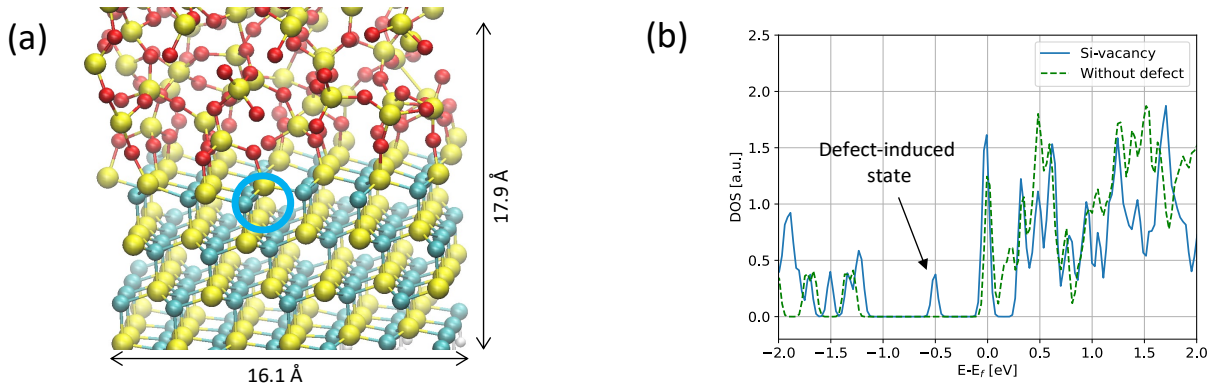 (a)
17.9 Å
16.1 Å
(b)
2.5
2.0
1.5
1.0
0.5
0.0
DOS [a.u.]
Si-vacancy
Without defect
Defect-induced
state
−2.0 −1.5 −1.0 −0.5 0.0 0.5 1.0 1.5 2.0
E-E_f [eV]